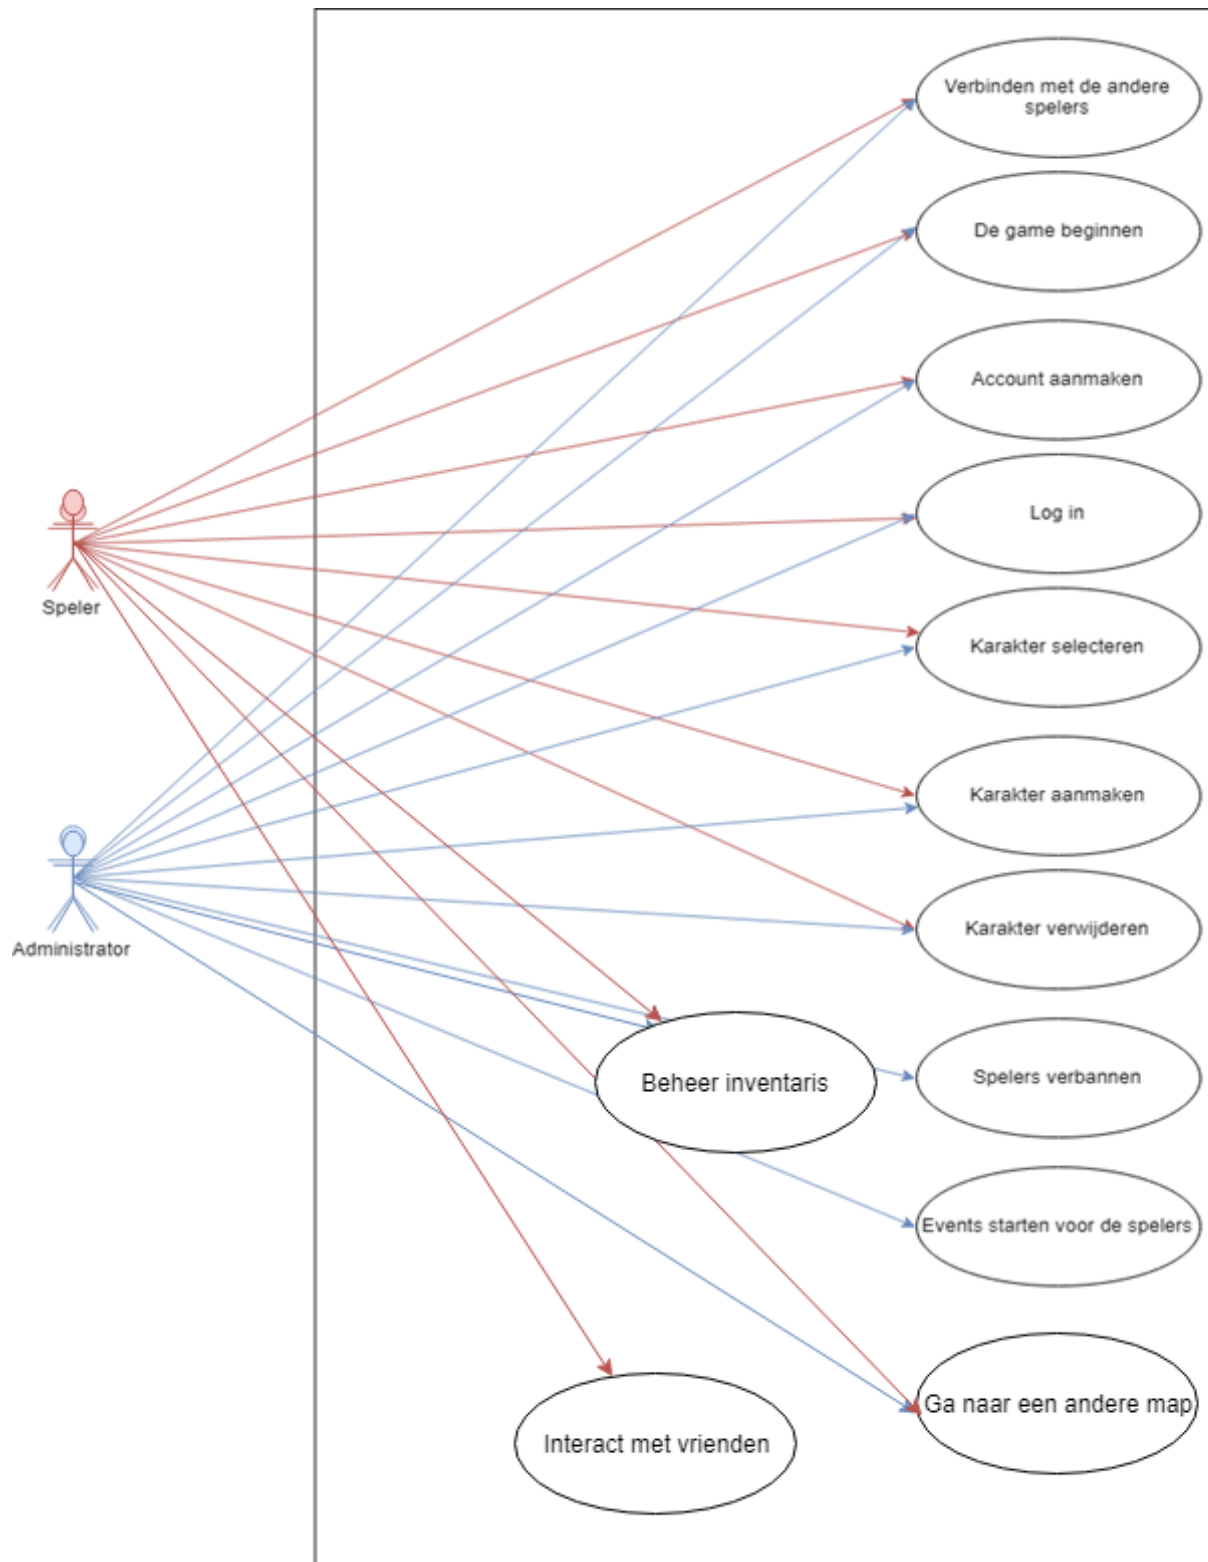 Verbinden met de andere
spelers
De game beginnen
Account aanmaken
Log in
Speler
Karakter selecteren
Karakter aanmaken
Administrator
Karakter verwijderen
Beheer inventaris
Spelers verbannen
Events starten voor de spelers
Ga naar een andere map
Interact met vrienden